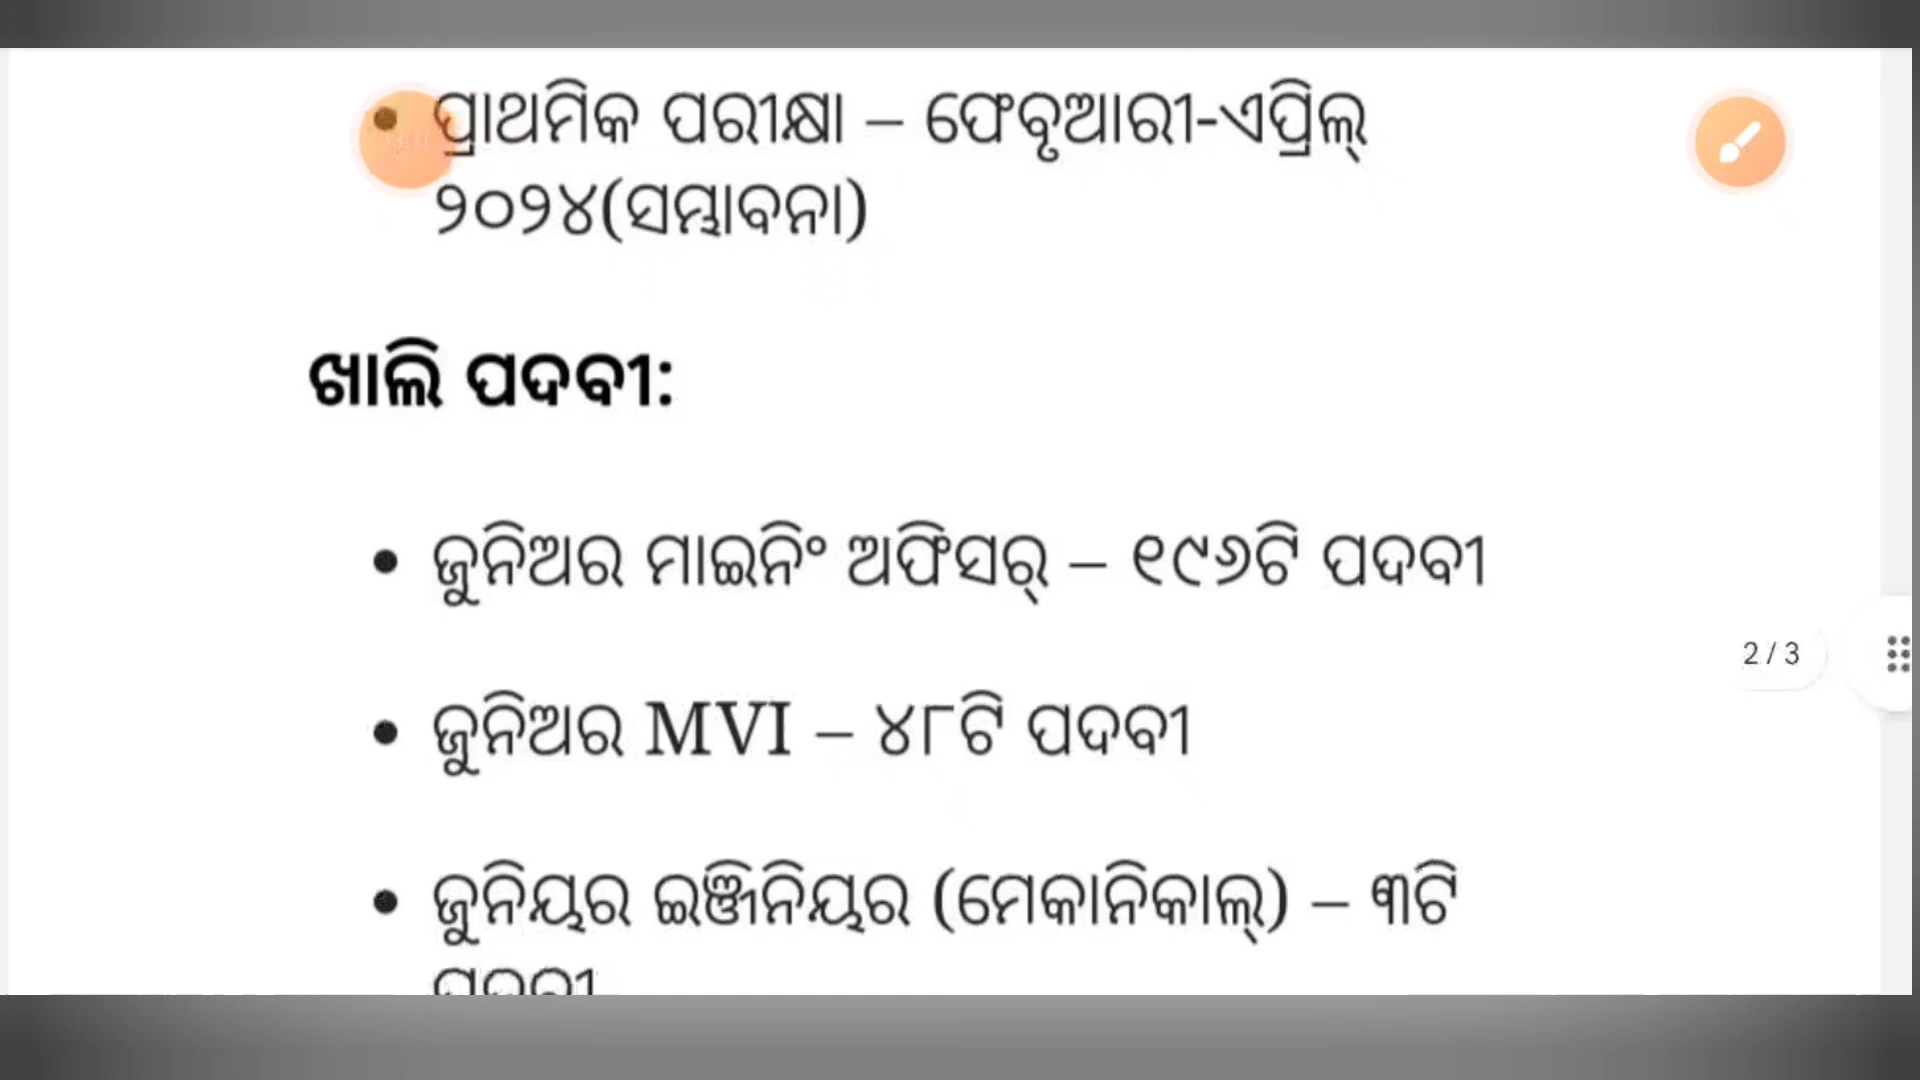 • ପ୍ରାଥମିକ ପରୀକ୍ଷା – ଫେବୃଆରୀ-ଏପ୍ରିଲ୍
୨୦୨୪(ସମ୍ଭାବନା)
ଖାଲି ପଦବୀ:
• ଜୁନିଅର ମାଇନିଂ ଅଫିସର୍ – ୧୯୬ଟି ପଦବୀ
2 / 3
• ଜୁନିଅର MVI – ୪୮ଟି ପଦବୀ
• ଜୁନିୟର ଇଞ୍ଜିନିୟର (ମେକାନିକାଲ୍) – ୩ଟି